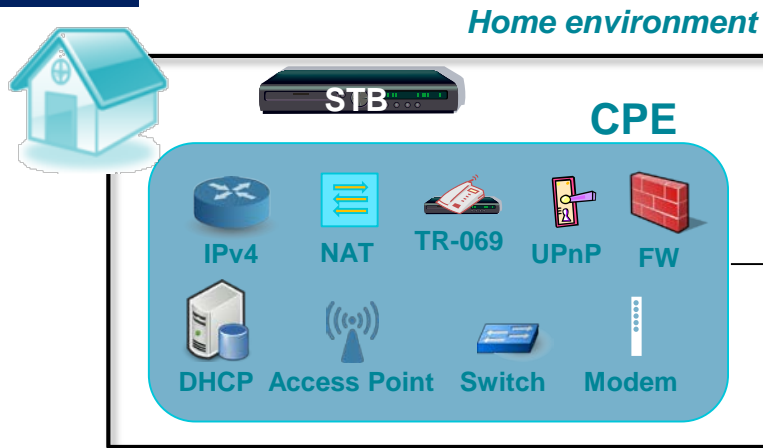 Home environment
STB
CPE
IPv4
NAT
TR-069
UPnP
FW
DHCP
Access Point
Switch
Modem